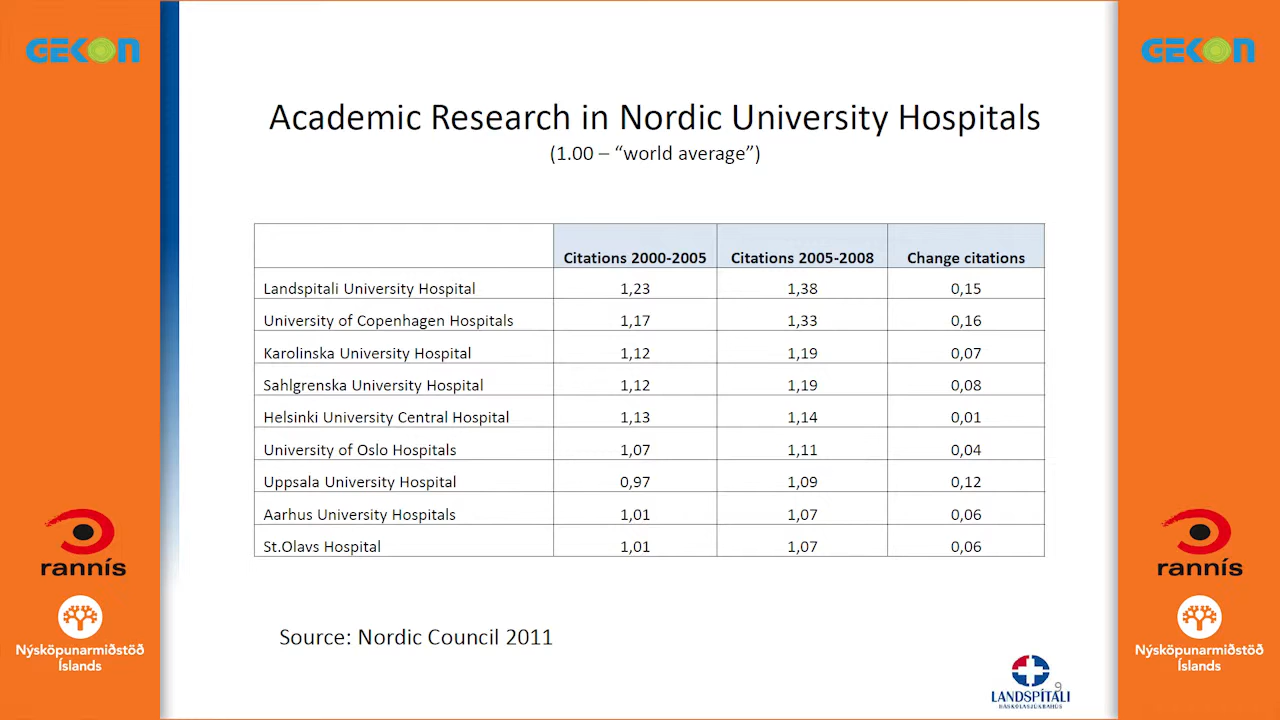 GEKON
GEKON
Academic Research in Nordic University Hospitals
(1.00 – “world average”)
Citations 2000-2005 Citations 2005-2008 Change citations
Landspitali University Hospital 1,23 1,38 0,15
University of Copenhagen Hospitals 1,17 1,33 0,16
Karolinska University Hospital 1,12 1,19 0,07
Sahlgrenska University Hospital 1,12 1,19 0,08
Helsinki University Central Hospital 1,13 1,14 0,01
University of Oslo Hospitals 1,07 1,11 0,04
Uppsala University Hospital 0,97 1,09 0,12
Aarhus University Hospitals 1,01 1,07 0,06
St.Olavs Hospital 1,01 1,07 0,06
Source: Nordic Council 2011
rannís
Nýsköpunarmiðstöð
Íslands
9
LANDSPÍTALI
HÁSKÓLASJÚKRAHÚS
rannís
Nýsköpunarmiðstöð
Íslands